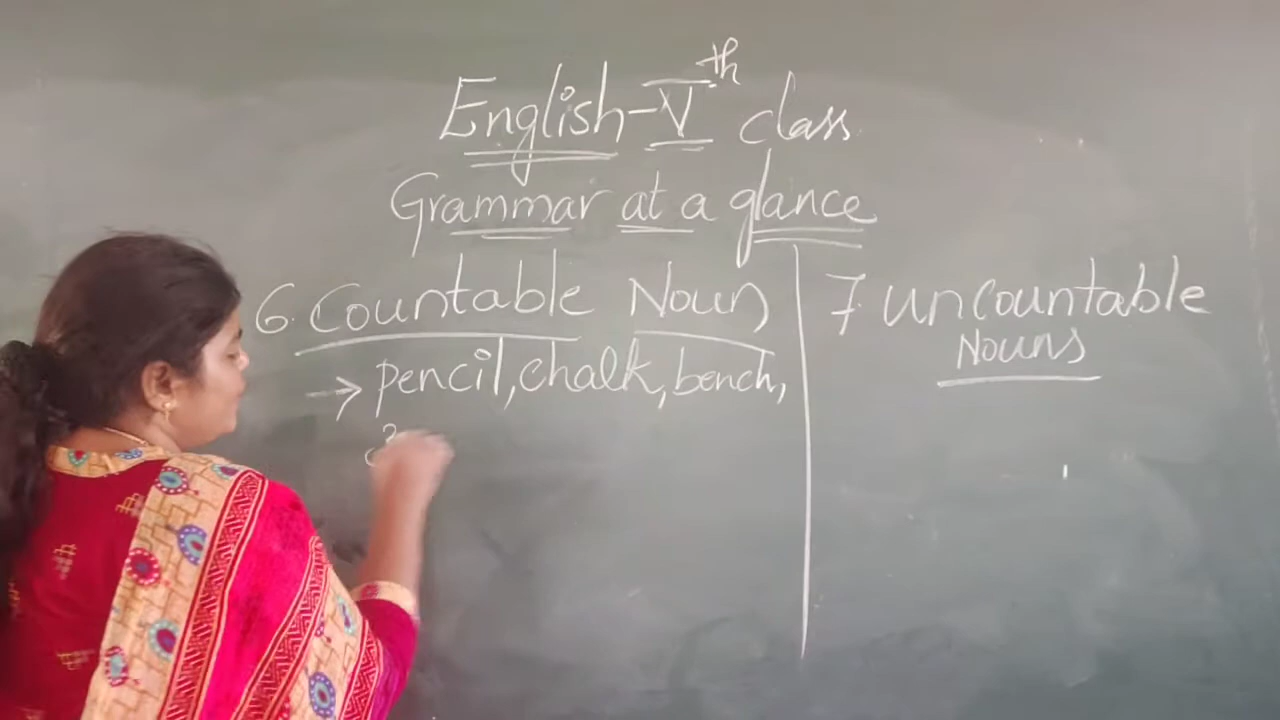 English-Vth class
Grammar at a glance
6. Countable Noun
→ pencil, chalk, bench,
7. uncountable
Nouns